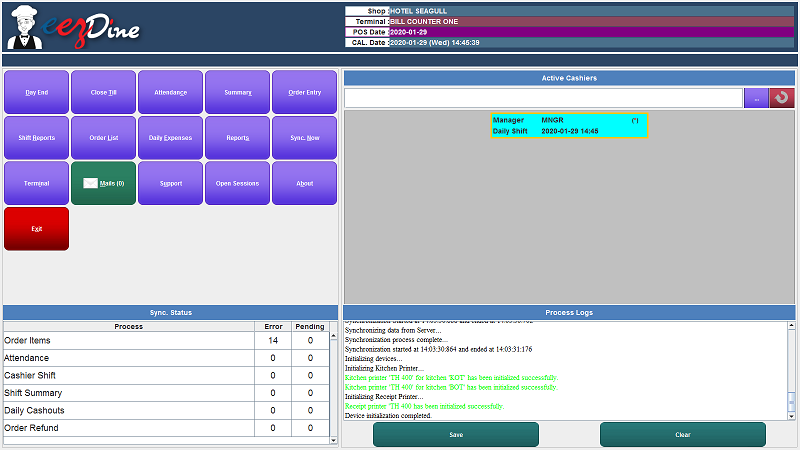 eezDine
Shop : HOTEL SEAGULL
Terminal : BILL COUNTER ONE
POS Date : 2020-01-29
CAL. Date : 2020-01-29 (Wed) 14:45:39
Day End
Close Till
Attendance
Summary
Order Entry
Shift Reports
Order List
Daily Expenses
Reports
Sync. Now
Terminal
Mails (0)
Support
Open Sessions
About
Exit
Active Cashiers
...
Manager MNGR (*)
Daily Shift 2020-01-29 14:45
Sync. Status
Process Error Pending
Order Items 14 0
Attendance 0 0
Cashier Shift 0 0
Shift Summary 0 0
Daily Cashouts 0 0
Order Refund 0 0
Process Logs
Synchronizing data from Server...
Synchronization process complete...
Synchronization started at 14:03:30:864 and ended at 14:03:31:176
Initializing devices...
Initializing Kitchen Printer...
Kitchen printer 'TH 400' for kitchen 'KOT' has been initialized successfully.
Kitchen printer 'TH 400' for kitchen 'BOT' has been initialized successfully.
Initializing Receipt Printer...
Receipt printer 'TH 400 has been initialized successfully.
Device initialization completed.
Save
Clear